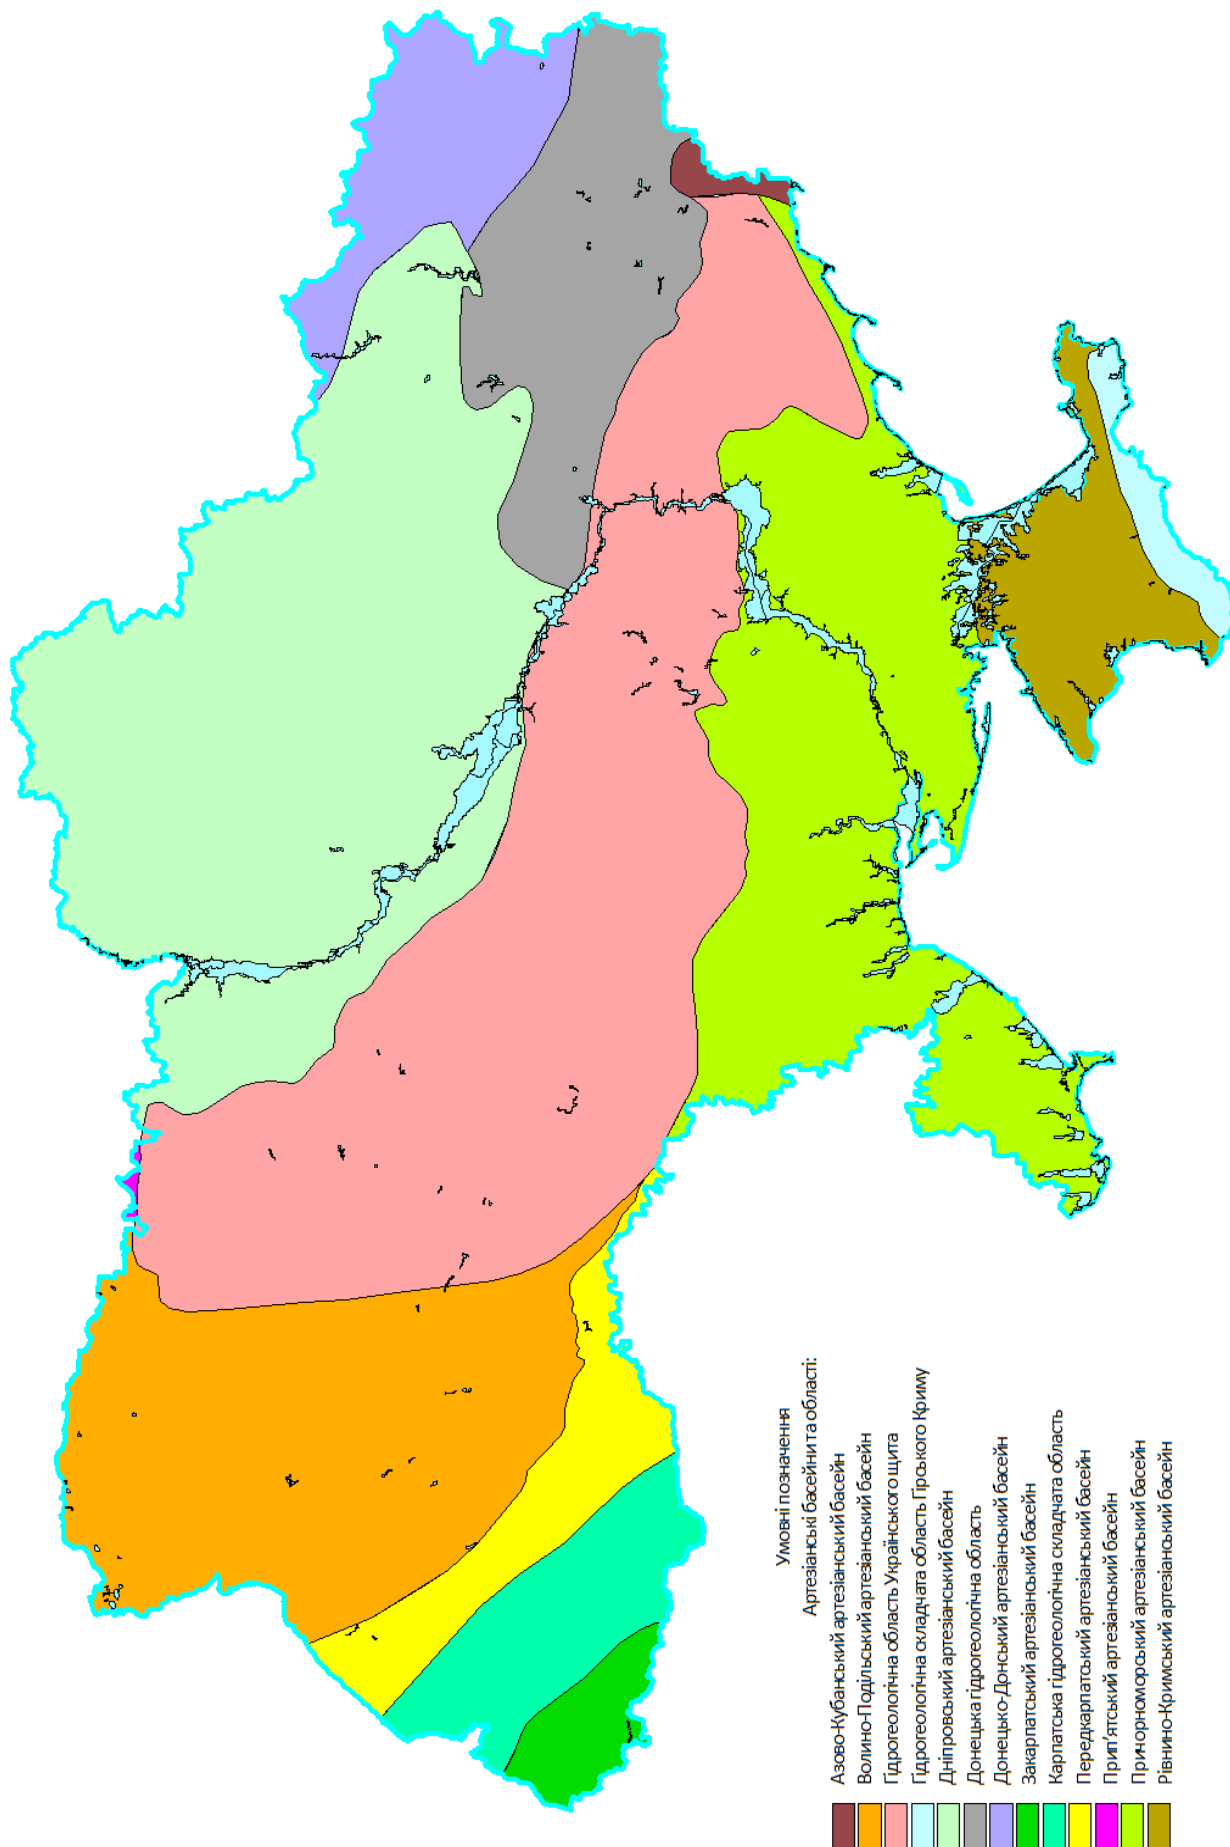 Умовні позначення
Артезіанські басейни та області:
Азово-Кубанський артезіанський басейн
Волино-Подільський артезіанський басейн
Гідрогеологічна область Українського щита
Гідрогеологічна складчата область Гірського Криму
Дніпровський артезіанський басейн
Донецька гідрогеологічна область
Донецько-Донський артезіанський басейн
Закарпатський артезіанський басейн
Карпатська гідрогеологічна складчата область
Передкарпатський артезіанський басейн
Прип'ятський артезіанський басейн
Причорноморський артезіанський басейн
Рівнино-Кримський артезіанський басейн